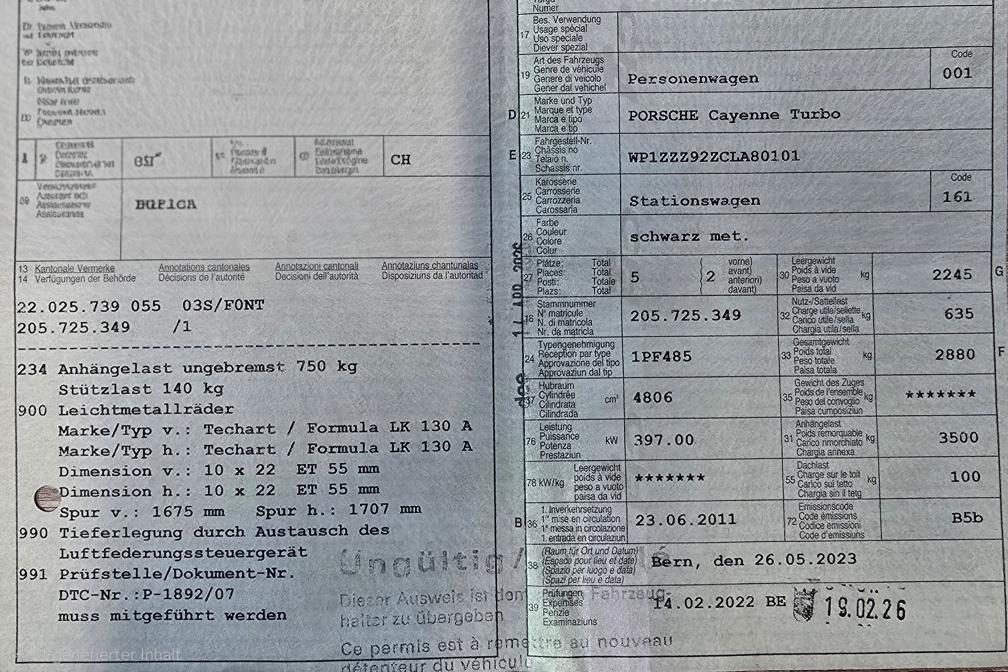 CH
13 Kantonale Vermerke Annotations cantonales Annotazioni cantonali Annotaziuns chantunalas
14 Verfügungen der Behörde Décisions de l'autorité Decisioni dell'autorità Disposiziuns da l'autoritad
22.025.739 055 03S/FONT
205.725.349 /1
234 Anhängelast ungebremst 750 kg
Stützlast 140 kg
900 Leichtmetallräder
Marke/Typ v.: Techart / Formula LK 130 A
Marke/Typ h.: Techart / Formula LK 130 A
Dimension v.: 10 x 22 ET 55 mm
Dimension h.: 10 x 22 ET 55 mm
Spur v.: 1675 mm Spur h.: 1707 mm
990 Tieferlegung durch Austausch des
Luftfederungssteuergerät
991 Prüfstelle/Dokument-Nr.
DTC-Nr.:P-1892/07
muss mitgeführt werden
Ungültig/
Dieser Ausweis ist dem Fahrzeug-
halter zu übergeben
Ce permis est à remettre au nouveau
détenteur du véhicule
Numer
17 Bes. Verwendung
Usage spécial
Uso speciale
Diever spezial
19 Art des Fahrzeugs
Genre de véhicule
Genere di veicolo
Gener dal vehichel
Personenwagen
Code
001
D 21 Marke und Typ
Marque et type
Marca e tipo
Marca e tip
PORSCHE Cayenne Turbo
E 23 Fahrgestell-Nr.
Châssis no
Telaio n.
Schassis nr.
WP1ZZZ92ZCLA80101
25 Karosserie
Carrosserie
Carrozzeria
Carossaria
Stationswagen
Code
161
26 Farbe
Couleur
Colore
Colur
schwarz met.
27 Plätze: Total
Places: Total
Posti: Totale
Plazs: Total
5
vorne)
avant)
anteriori)
davant)
2
30 Leergewicht
Poids à vide
Peso a vuoto
Paisa da vid
kg
2245 G
18 Stammnummer
N° matricule
N. di matricola
Nr. da matricla
205.725.349
32 Nutz-/Sattellast
Charge utile/sellette
Carico utile/sella
Chargia utila/sella
kg
635
24 Typengenehmigung
Réception par type
Approvazione del tipo
Approvaziun dal tip
1PF485
33 Gesamtgewicht
Poids total
Peso totale
Paisa totala
kg
2880 F
37 Hubraum
Cylindrée
Cilindrata
Cilindrada
cm³
4806
35 Gewicht des Zuges
Poids de l'ensemble
Peso del convoglio
Paisa cumposiziun
kg
*******
76 Leistung
Puissance
Potenza
Prestaziun
kW
397.00
31 Anhängelast
Poids remorquable
Carico rimorchiato
Chargia annexa
kg
3500
78 kW/kg
Leergewicht
poids à vide
peso a vuoto
paisa da vid
*******
55 Dachlast
Charge sur le toit
Carico sul tetto
Chargia sin il tetg
kg
100
B 36 1. Inverkehrsetzung
1re mise en circulation
1a messa in circolazione
1. entrada en circulaziun
23.06.2011
72 Emissionscode
Code émissions
Codice emissioni
Code d'emissiuns
B5b
38 (Raum für Ort und Datum)
(Espace pour lieu et date)
(Spazio per luogo e data)
(Spazi per lieu e data)
Bern, den 26.05.2023
39 Prüfungen
Expertises
Perizie
Examinaziuns
14.02.2022 BE
19.02.26
Inhalt